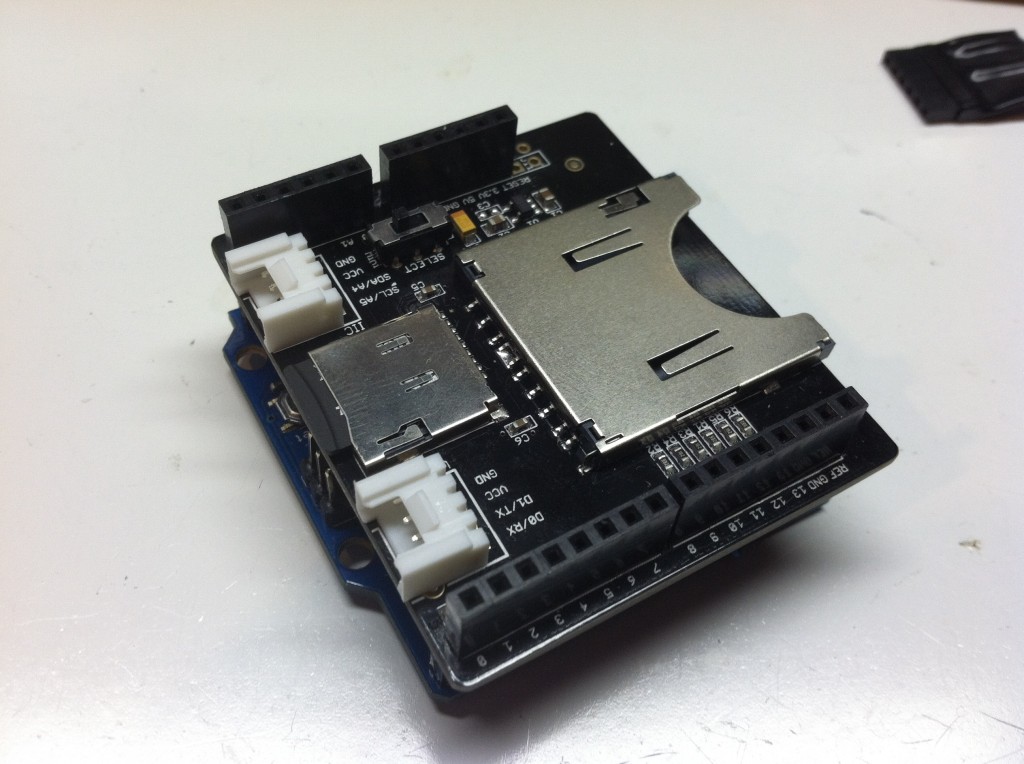 RESET 3.3V 5V GND
A1
GND
VCC
SDA/A4
SCL/A5
IIC
mini
SELECT
C3
U1
C5
C6
GND
VCC
D1/TX
D0/RX
REF GND 13 12 11 10 9 8
7 6 5 4 3 2 1 0